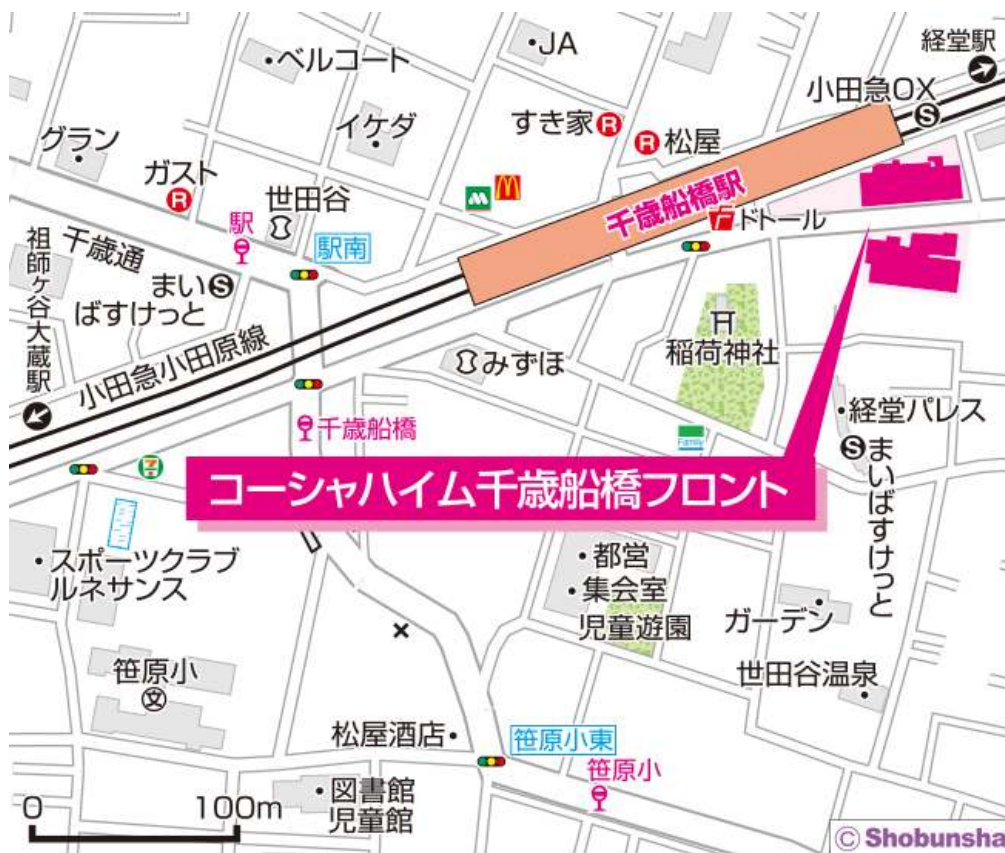 JA
経堂駅
ベルコート
小田急OX
S
イケダ
すき家
R
R
松屋
グラン
ガスト
R
世田谷
M
千歳船橋駅
ドトール
駅
駅南
千歳通
祖師ヶ谷大蔵駅
まい
ばすけっと
S
稲荷神社
小田急小田原線
みずほ
経堂パレス
千歳船橋
Family
S
まいばすけっと
7
コーシャハイム千歳船橋フロント
スポーツクラブ
ルネサンス
都営
集会室
児童遊園
ガーデン
世田谷温泉
笹原小
文
松屋酒店
笹原小東
笹原小
図書館
児童館
0
100m
© Shobunsha